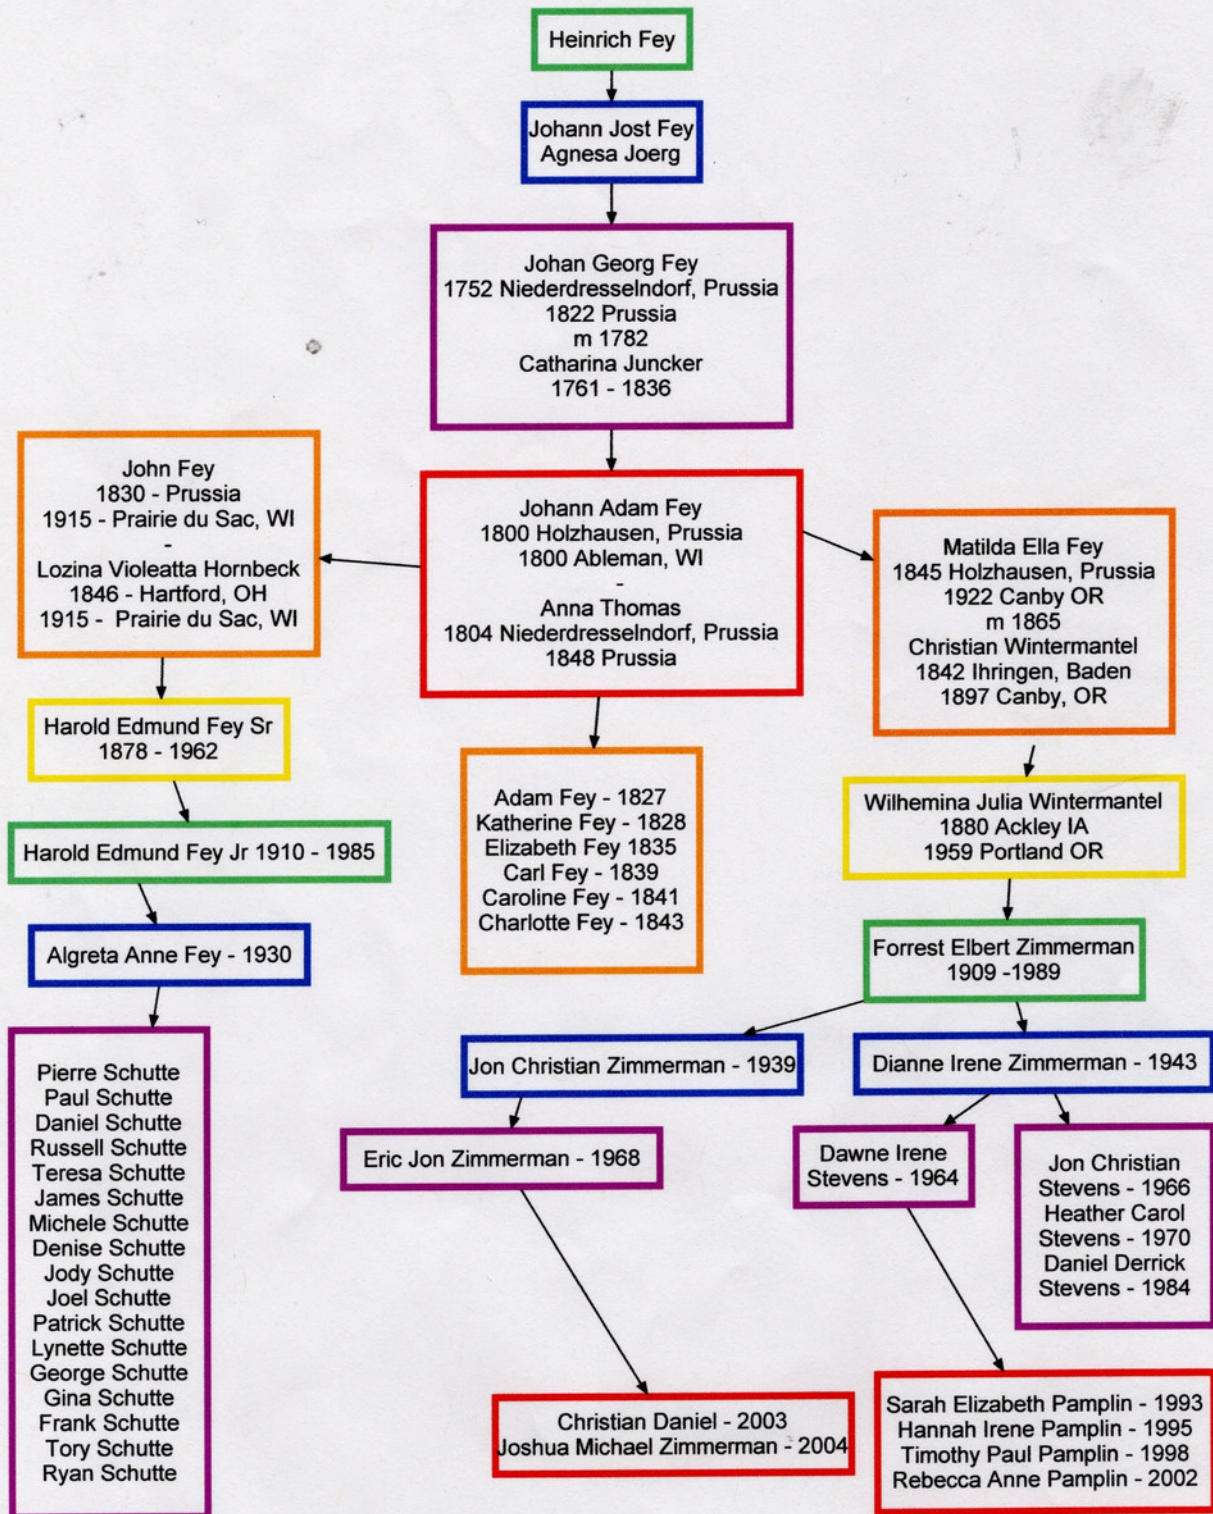 Heinrich Fey
Johann Jost Fey
Agnesa Joerg
Johan Georg Fey
1752 Niederdresselndorf, Prussia
1822 Prussia
m 1782
Catharina Juncker
1761 - 1836
John Fey
1830 - Prussia
1915 - Prairie du Sac, WI
-
Lozina Violeatta Hornbeck
1846 - Hartford, OH
1915 -  Prairie du Sac, WI
Johann Adam Fey
1800 Holzhausen, Prussia
1800 Ableman, WI
-
Anna Thomas
1804 Niederdresselndorf, Prussia
1848 Prussia
Matilda Ella Fey
1845 Holzhausen, Prussia
1922 Canby OR
m 1865
Christian Wintermantel
1842 Ihringen, Baden
1897 Canby, OR
Harold Edmund Fey Sr
1878 - 1962
Adam Fey - 1827
Katherine Fey - 1828
Elizabeth Fey 1835
Carl Fey - 1839
Caroline Fey - 1841
Charlotte Fey - 1843
Wilhemina Julia Wintermantel
1880 Ackley IA
1959 Portland OR
Harold Edmund Fey Jr 1910 - 1985
Algreta Anne Fey - 1930
Forrest Elbert Zimmerman
1909 -1989
Jon Christian Zimmerman - 1939
Dianne Irene Zimmerman - 1943
Pierre Schutte
Paul Schutte
Daniel Schutte
Russell Schutte
Teresa Schutte
James Schutte
Michele Schutte
Denise Schutte
Jody Schutte
Joel Schutte
Patrick Schutte
Lynette Schutte
George Schutte
Gina Schutte
Frank Schutte
Tory Schutte
Ryan Schutte
Eric Jon Zimmerman - 1968
Dawne Irene
Stevens - 1964
Jon Christian
Stevens - 1966
Heather Carol
Stevens - 1970
Daniel Derrick
Stevens - 1984
Christian Daniel - 2003
Joshua Michael Zimmerman - 2004
Sarah Elizabeth Pamplin - 1993
Hannah Irene Pamplin - 1995
Timothy Paul Pamplin - 1998
Rebecca Anne Pamplin - 2002